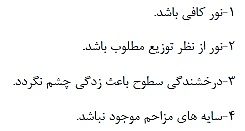 ۱-نور کافی باشد.
۲-نور از نظر توزیع مطلوب باشد.
۳-درخشندگی سطوح باعث زدگی چشم نگردد.
۴-سایه های مزاحم موجود نباشد.